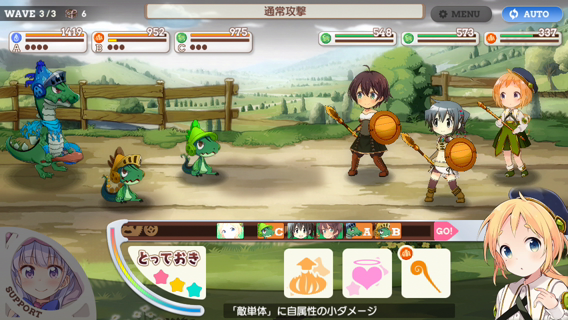 WAVE 3/3 6
通常攻撃
MENU
AUTO
1419
952
975
548
573
337
A
B
C
C
A
B
GO!
とっておき
SUPPORT
「敵単体」に自属性の小ダメージ